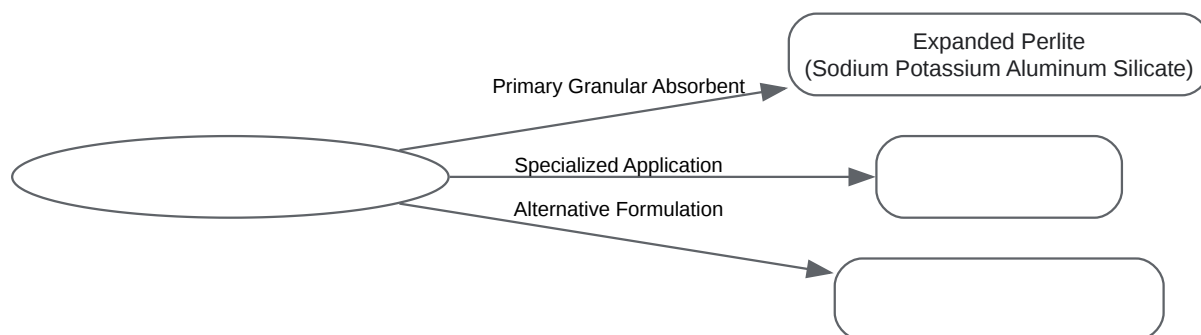 Expanded Perlite
(Sodium Potassium Aluminum Silicate)
Primary Granular Absorbent
Specialized Application
Alternative Formulation